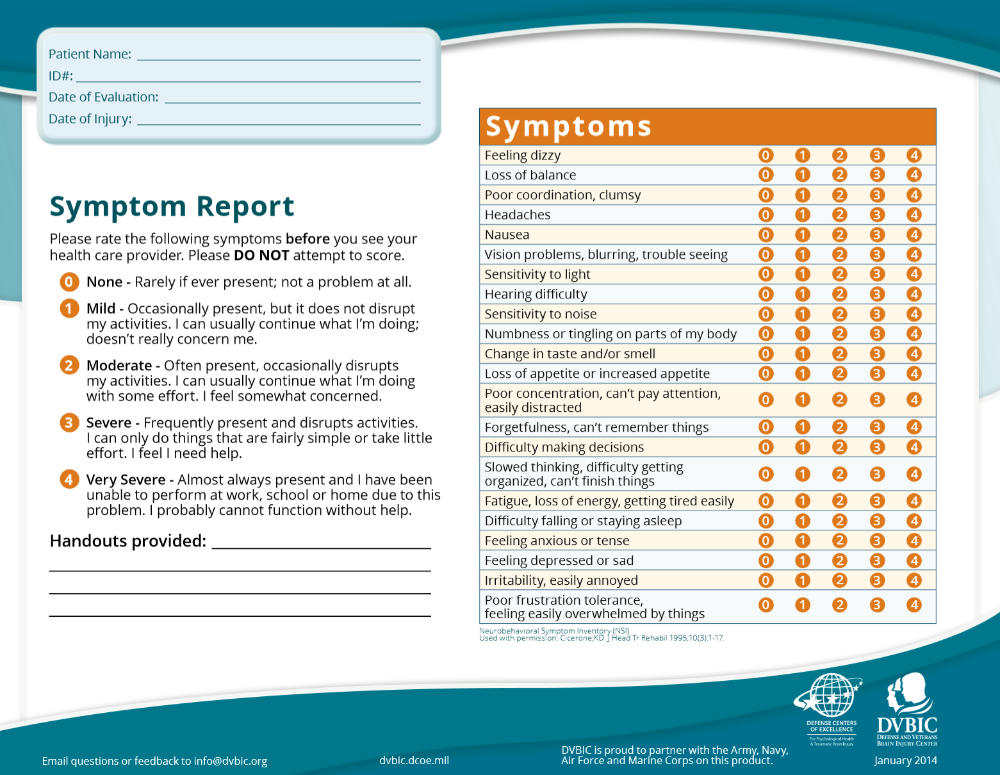 Patient Name:
ID#:
Date of Evaluation:
Date of Injury:
Symptom Report
Please rate the following symptoms before you see your
health care provider. Please DO NOT attempt to score.
0 None - Rarely if ever present; not a problem at all.
1 Mild - Occasionally present, but it does not disrupt
my activities. I can usually continue what I'm doing;
doesn't really concern me.
2 Moderate - Often present, occasionally disrupts
my activities. I can usually continue what I'm doing
with some effort. I feel somewhat concerned.
3 Severe - Frequently present and disrupts activities.
I can only do things that are fairly simple or take little
effort. I feel I need help.
4 Very Severe - Almost always present and I have been
unable to perform at work, school or home due to this
problem. I probably cannot function without help.
Handouts provided:
Symptoms
Feeling dizzy 0 1 2 3 4
Loss of balance 0 1 2 3 4
Poor coordination, clumsy 0 1 2 3 4
Headaches 0 1 2 3 4
Nausea 0 1 2 3 4
Vision problems, blurring, trouble seeing 0 1 2 3 4
Sensitivity to light 0 1 2 3 4
Hearing difficulty 0 1 2 3 4
Sensitivity to noise 0 1 2 3 4
Numbness or tingling on parts of my body 0 1 2 3 4
Change in taste and/or smell 0 1 2 3 4
Loss of appetite or increased appetite 0 1 2 3 4
Poor concentration, can't pay attention,
easily distracted 0 1 2 3 4
Forgetfulness, can't remember things 0 1 2 3 4
Difficulty making decisions 0 1 2 3 4
Slowed thinking, difficulty getting
organized, can't finish things 0 1 2 3 4
Fatigue, loss of energy, getting tired easily 0 1 2 3 4
Difficulty falling or staying asleep 0 1 2 3 4
Feeling anxious or tense 0 1 2 3 4
Feeling depressed or sad 0 1 2 3 4
Irritability, easily annoyed 0 1 2 3 4
Poor frustration tolerance,
feeling easily overwhelmed by things 0 1 2 3 4
Neurobehavioral Symptom Inventory (NSI)
Used with permission: Cicerone,KD: J Head Tr Rehabil 1995;10(3):1-17.
DEFENSE CENTERS
OF EXCELLENCE
For Psychological Health
& Traumatic Brain Injury
DVBIC
DEFENSE AND VETERANS
BRAIN INJURY CENTER
Email questions or feedback to info@dvbic.org
dvbic.dcoe.mil
DVBIC is proud to partner with the Army, Navy,
Air Force and Marine Corps on this product.
January 2014